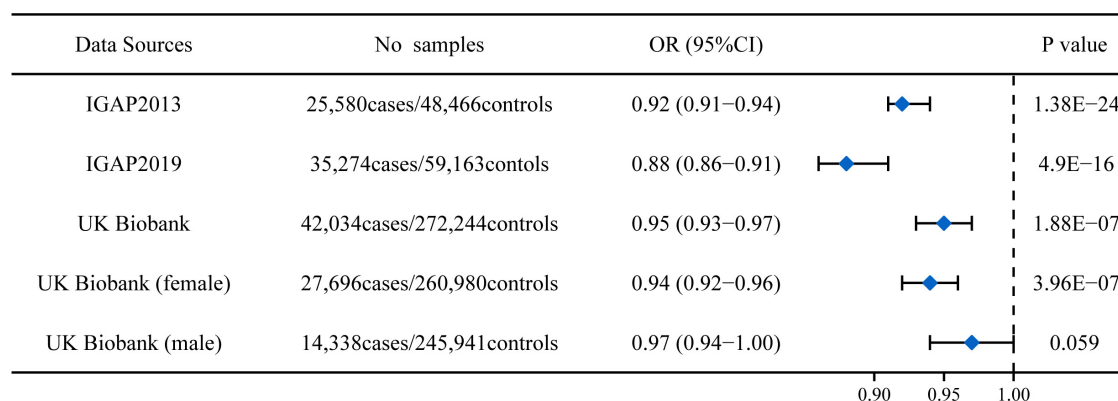 Data Sources No samples OR (95%CI) P value
IGAP2013 25,580cases/48,466controls 0.92 (0.91−0.94) 1.38E−24
IGAP2019 35,274cases/59,163contols 0.88 (0.86−0.91) 4.9E−16
UK Biobank 42,034cases/272,244controls 0.95 (0.93−0.97) 1.88E−07
UK Biobank (female) 27,696cases/260,980controls 0.94 (0.92−0.96) 3.96E−07
UK Biobank (male) 14,338cases/245,941controls 0.97 (0.94−1.00) 0.059
0.90 0.95 1.00